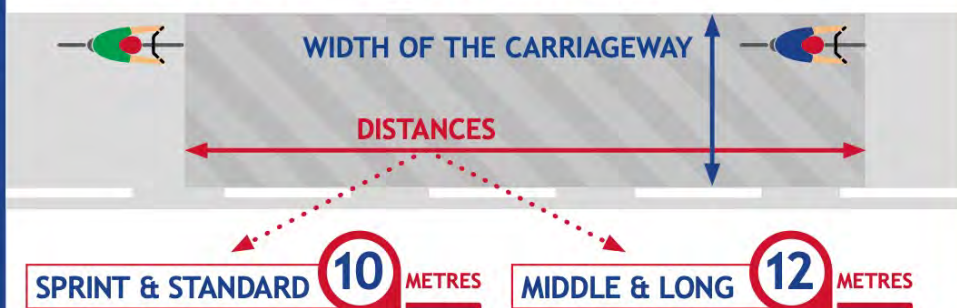 WIDTH OF THE CARRIAGEWAY
DISTANCES
SPRINT & STANDARD 10 METRES
MIDDLE & LONG 12 METRES